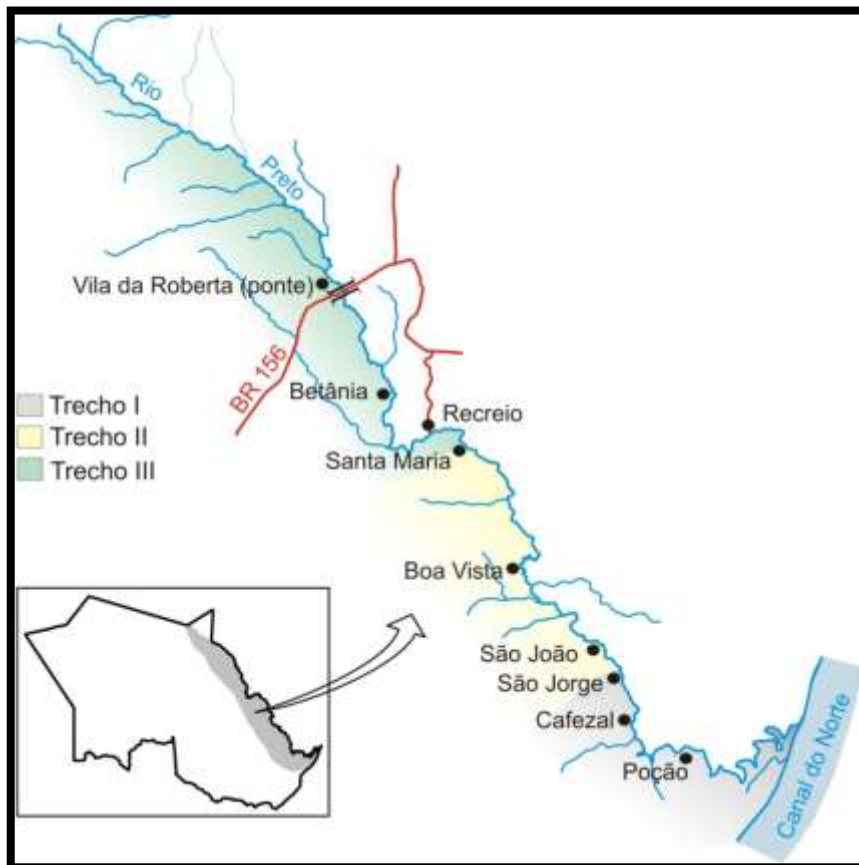 Rio
Preto
Vila da Roberta (ponte)
BR 156
Betânia
Recreio
Trecho I
Trecho II
Santa Maria
Trecho III
Boa Vista
São João
São Jorge
Cafezal
Poção
Canal do Norte